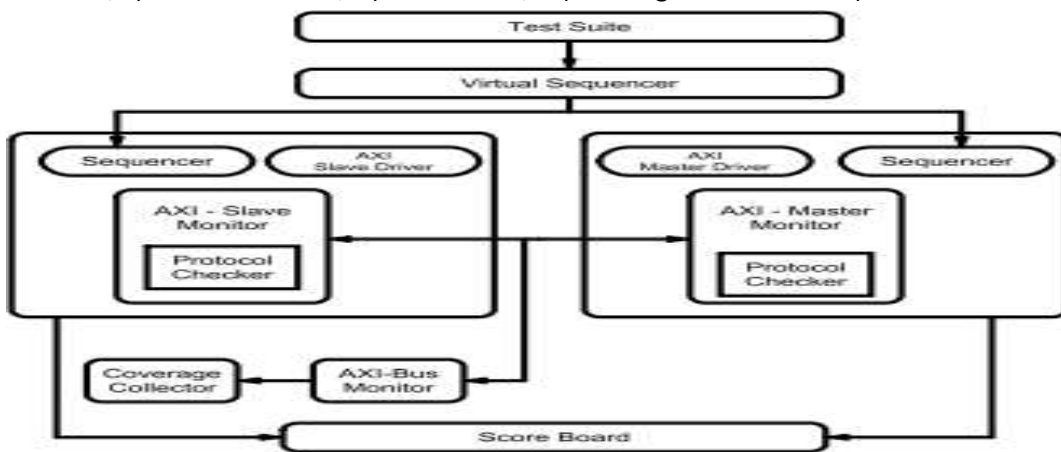 Test Suite
Virtual Sequencer
Sequencer
AXI
Slave Driver
AXI
Master Driver
Sequencer
AXI - Slave
Monitor
Protocol
Checker
AXI - Master
Monitor
Protocol
Checker
Coverage
Collector
AXI-Bus
Monitor
Score Board